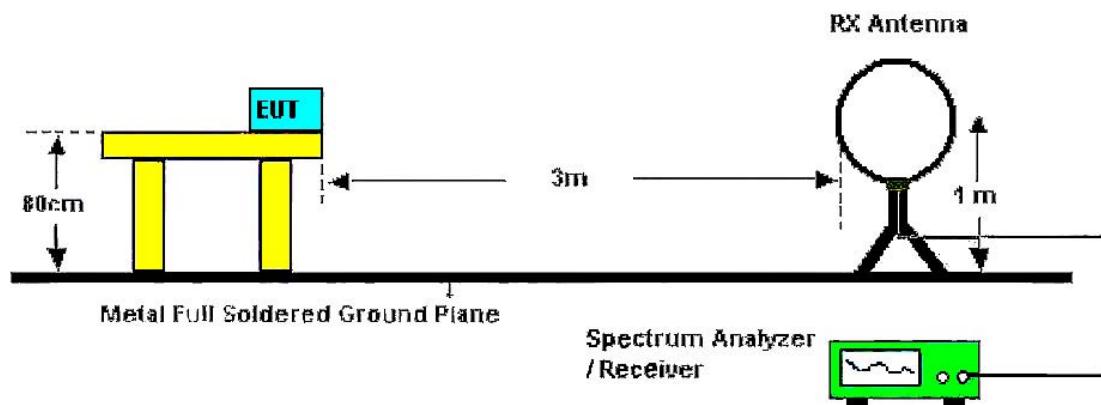 RX Antenna
EUT
3m
80cm
1 m
Metal Full Soldered Ground Plane
Spectrum Analyzer
/ Receiver